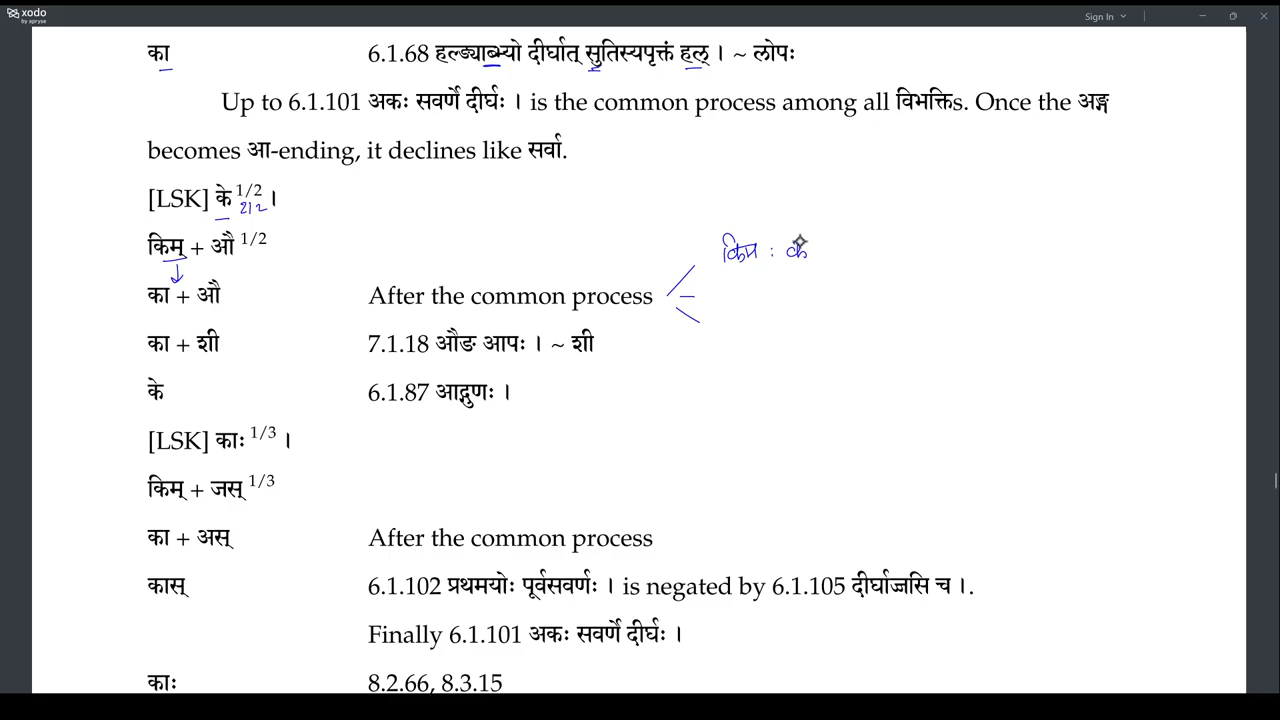 xodo
by apryse
Sign In
का 6.1.68 हल्ङ्याब्भ्यो दीर्घात् सुतिस्यपृक्तं हल् । ~ लोपः
Up to 6.1.101 अकः सवर्णे दीर्घः । is the common process among all विभक्तिs. Once the अङ्ग
becomes आ-ending, it declines like सर्वा.
[LSK] के 1/2 ।
2/2
किम् + औ 1/2
किमः क
का + औ After the common process
का + शी 7.1.18 औङ आपः । ~ शी
के 6.1.87 आद्गुणः ।
[LSK] काः 1/3 ।
किम् + जस् 1/3
का + अस् After the common process
कास् 6.1.102 प्रथमयोः पूर्वसवर्णः । is negated by 6.1.105 दीर्घाज्जसि च ।.
Finally 6.1.101 अकः सवर्णे दीर्घः ।
काः 8.2.66, 8.3.15